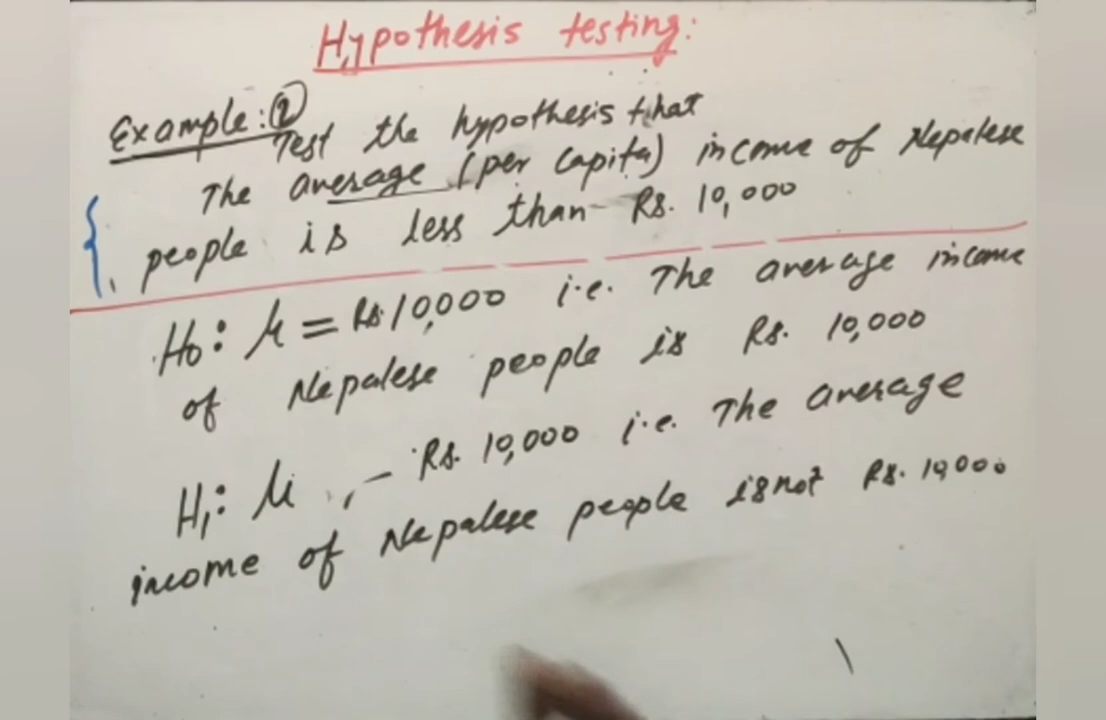 Hypothesis testing:
Example: 2 Test the hypothesis that
The average (per capita) income of Nepalese
people is less than Rs. 10,000
H0: μ = Rs 10,000 i.e. The average income
of Nepalese people is Rs. 10,000
H1: μ Rs. 10,000 i.e. The average
income of Nepalese people is not Rs. 10,000